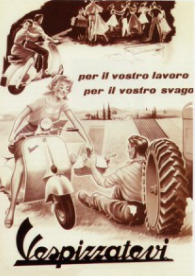 per il vostro lavoro
per il vostro svago
Vespizzatevi